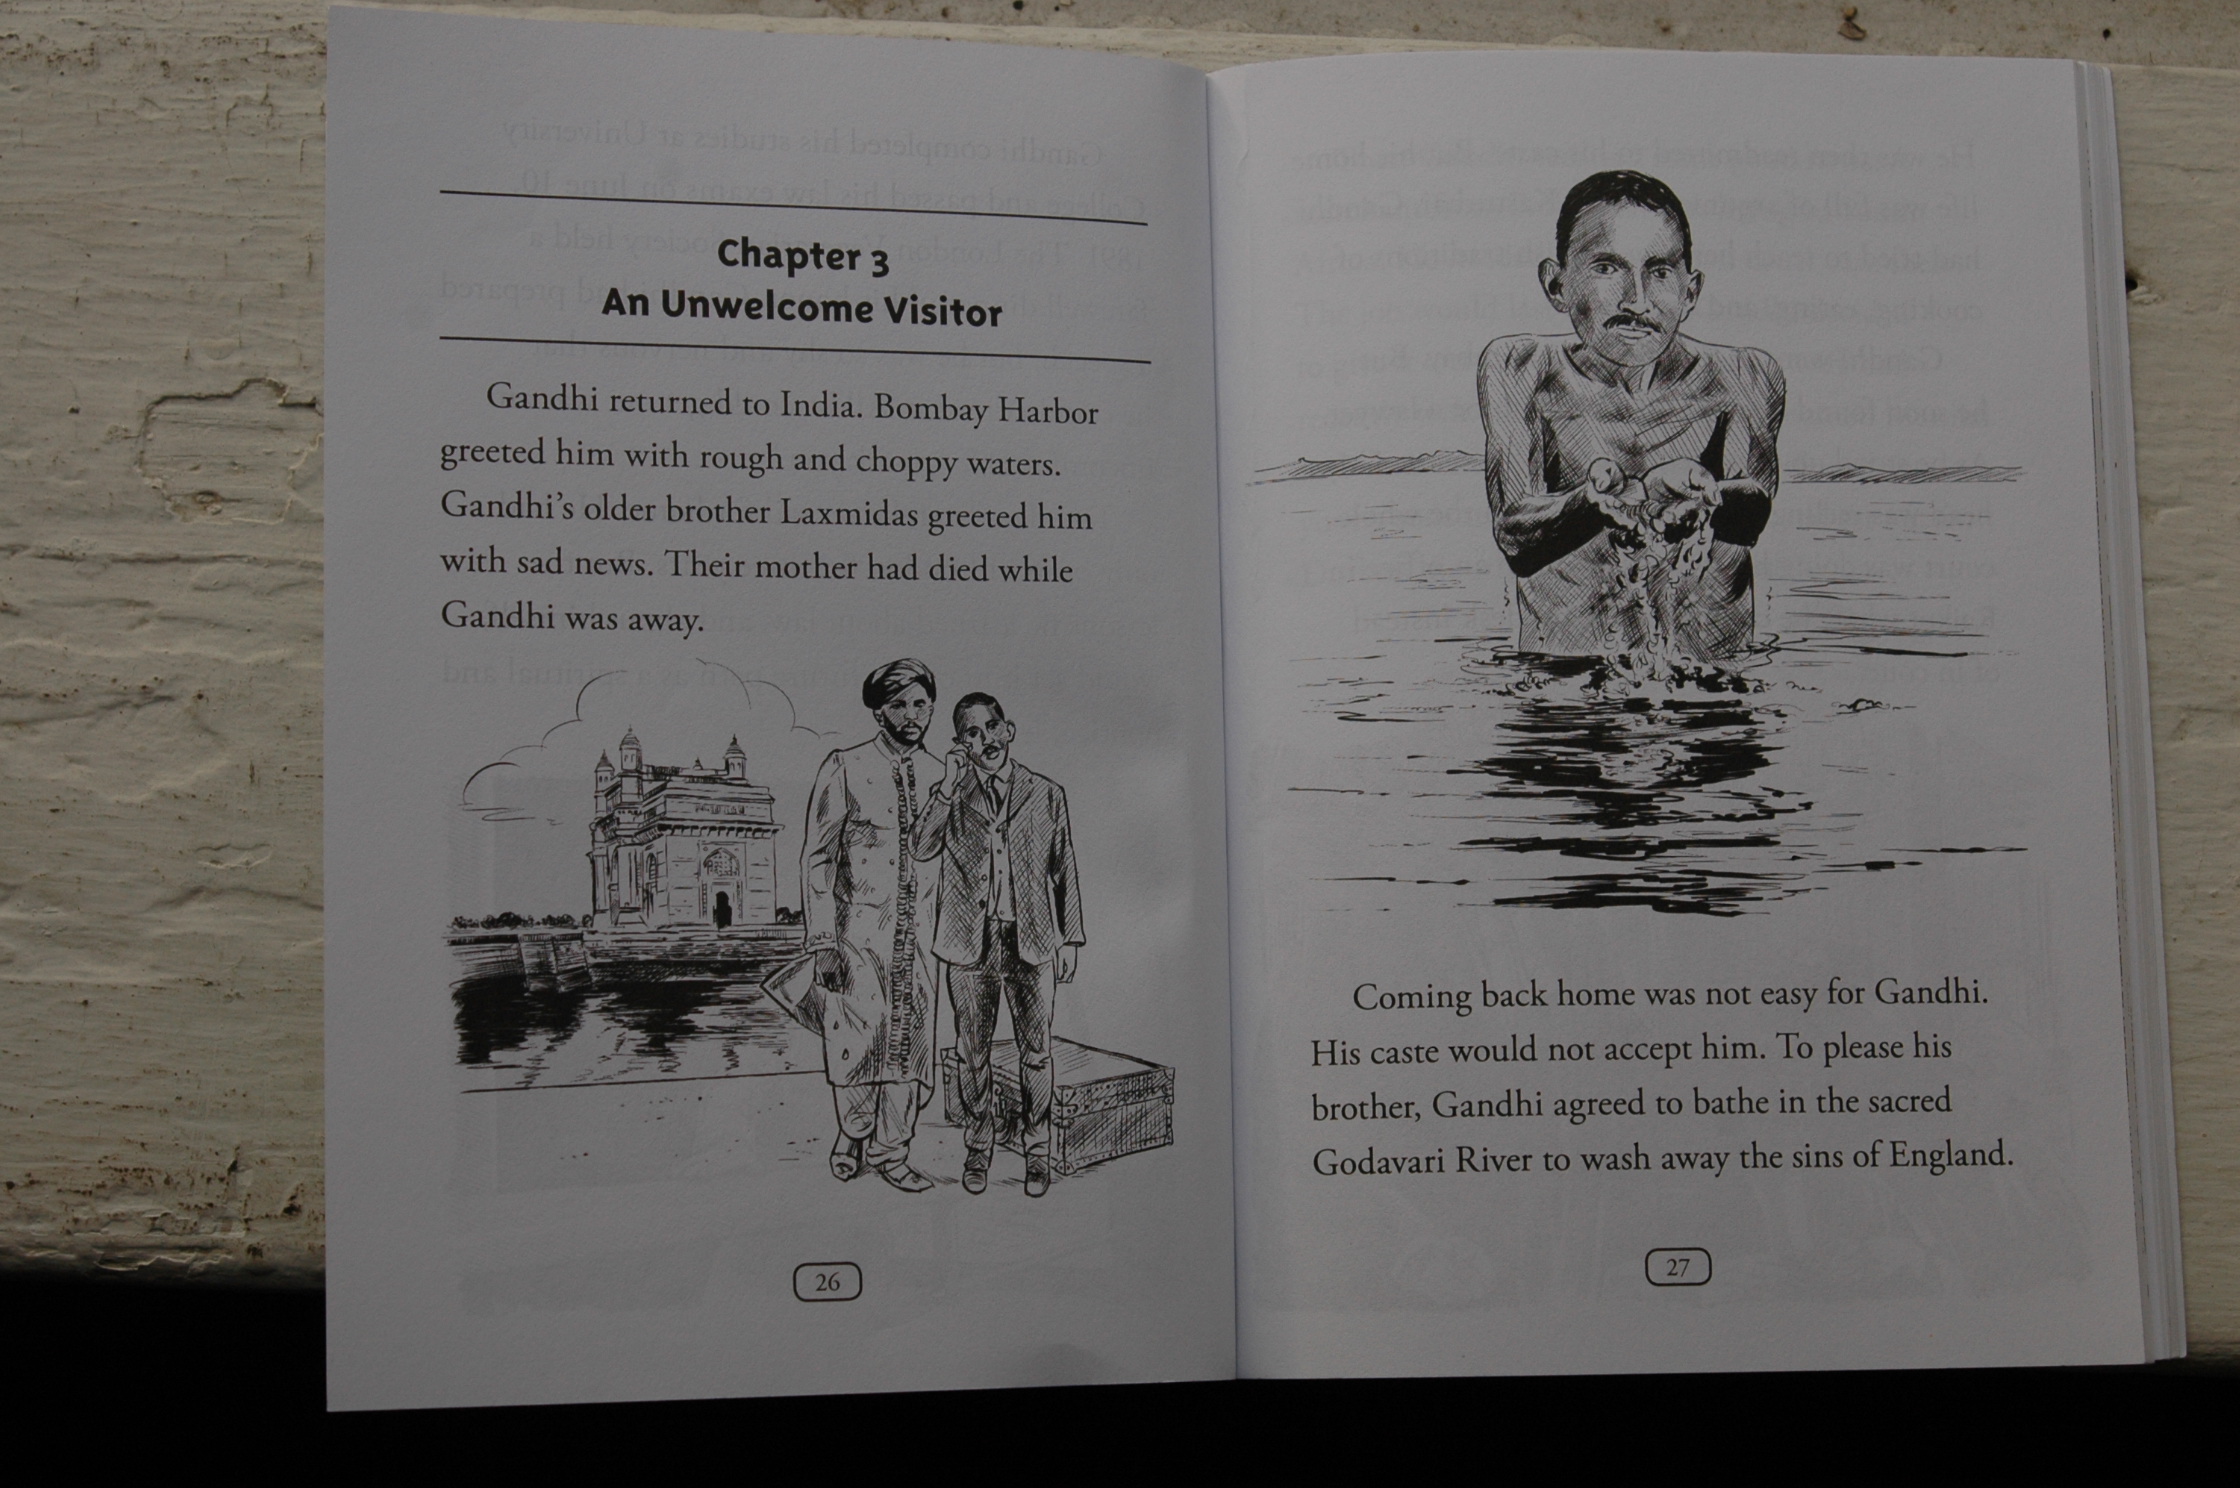 Chapter 3
An Unwelcome Visitor
Gandhi returned to India. Bombay Harbor
greeted him with rough and choppy waters.
Gandhi’s older brother Laxmidas greeted him
with sad news. Their mother had died while
Gandhi was away.
26
Coming back home was not easy for Gandhi.
His caste would not accept him. To please his
brother, Gandhi agreed to bathe in the sacred
Godavari River to wash away the sins of England.
27